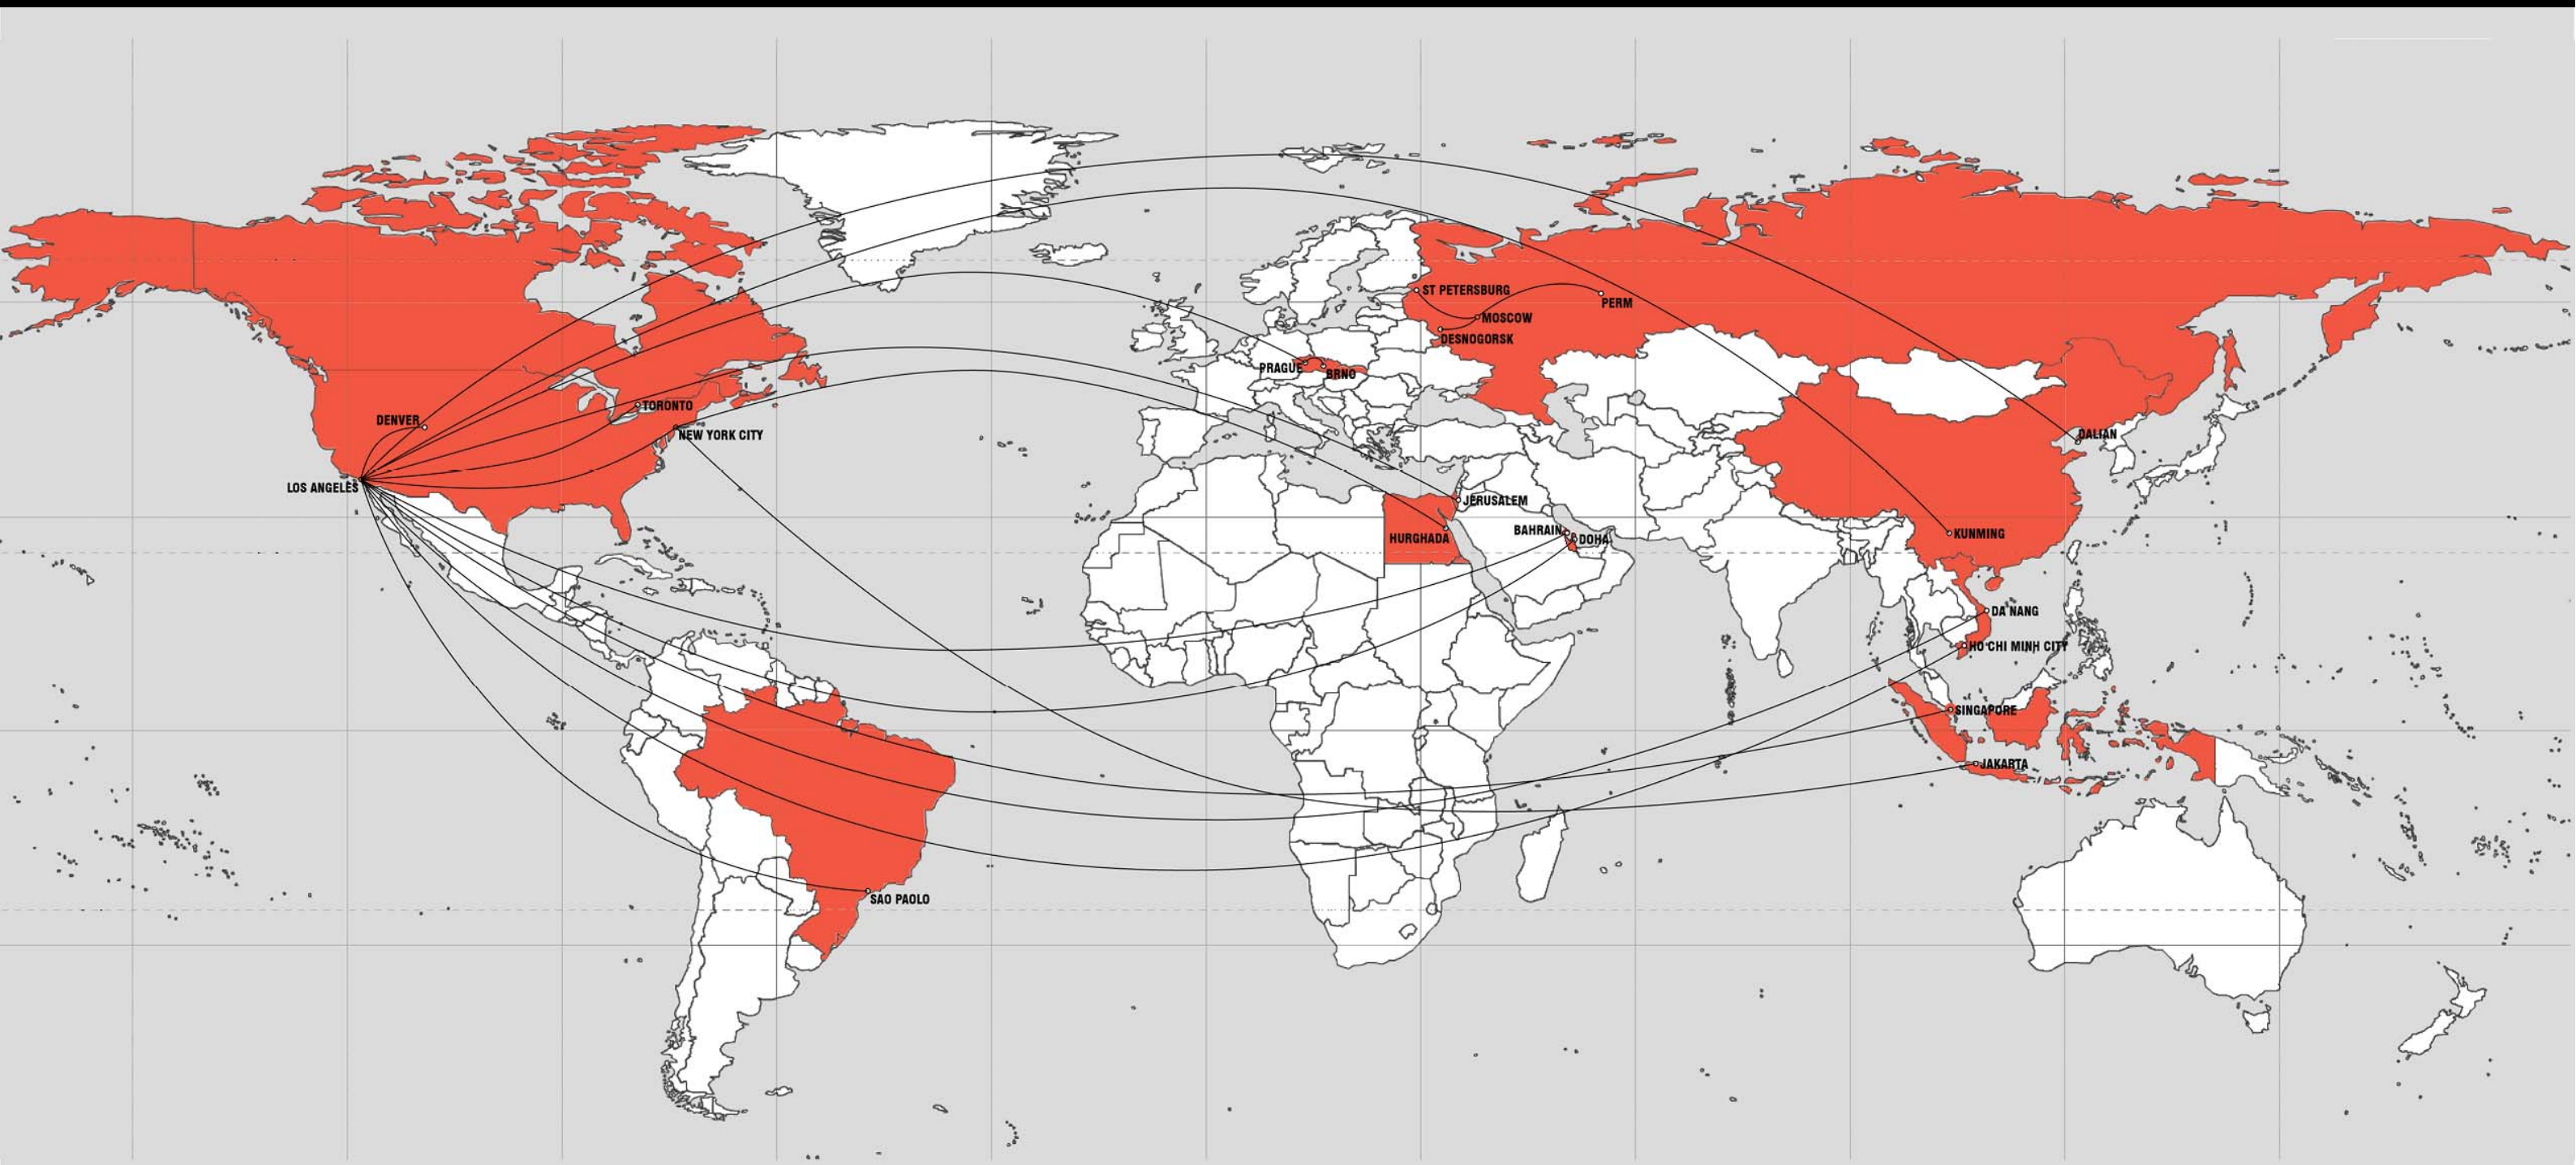 ST PETERSBURG
PERM
MOSCOW
DESNOGORSK
PRAGUE
BRNO
TORONTO
DENVER
NEW YORK CITY
DALIAN
LOS ANGELES
JERUSALEM
BAHRAIN
HURGHADA
DOHA
KUNMING
DA NANG
HO CHI MINH CITY
SINGAPORE
JAKARTA
SAO PAOLO